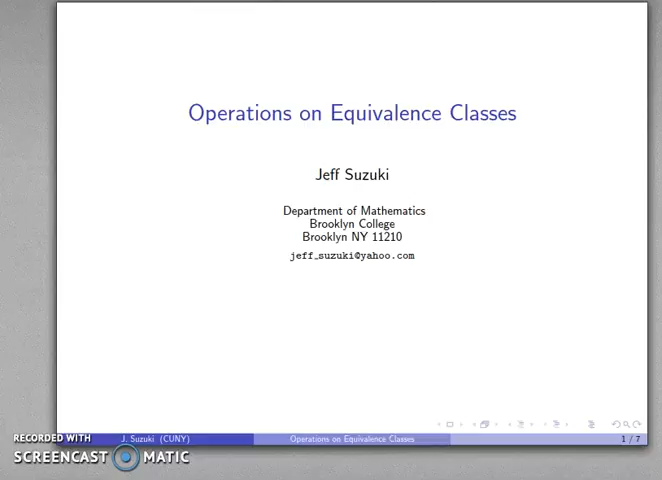 Operations on Equivalence Classes
Jeff Suzuki
Department of Mathematics
Brooklyn College
Brooklyn NY 11210
jeff_suzuki@yahoo.com
RECORDED WITH
SCREENCAST MATIC
J. Suzuki (CUNY) Operations on Equivalence Classes 1 / 7